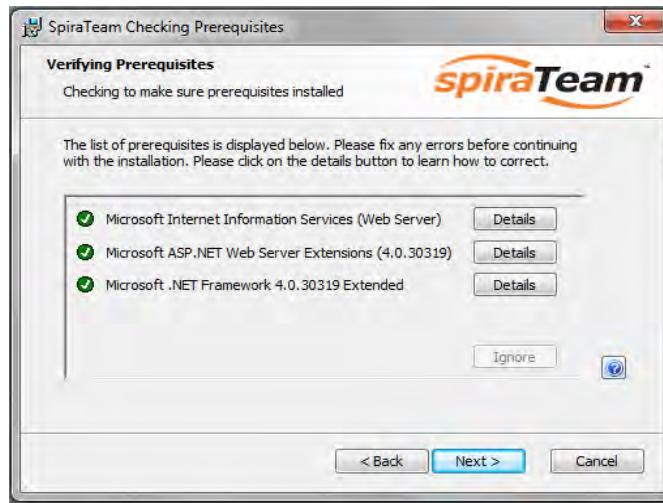 SpiraTeam Checking Prerequisites
Verifying Prerequisites
Checking to make sure prerequisites installed
spiraTeam
The list of prerequisites is displayed below. Please fix any errors before continuing
with the installation. Please click on the details button to learn how to correct.
Microsoft Internet Information Services (Web Server) Details
Microsoft ASP.NET Web Server Extensions (4.0.30319) Details
Microsoft .NET Framework 4.0.30319 Extended Details
Ignore
?
< Back Next > Cancel